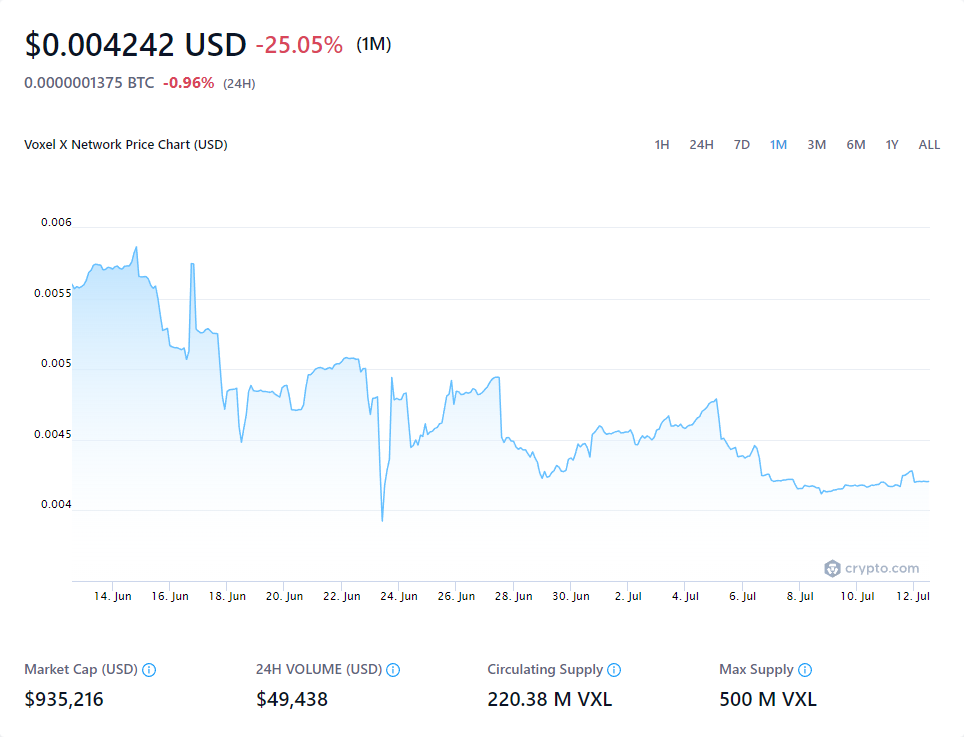 $0.004242 USD -25.05% (1M)
0.0000001375 BTC -0.96% (24H)
Voxel X Network Price Chart (USD) 1H 24H 7D 1M 3M 6M 1Y ALL
0.006
0.0055
0.005
0.0045
0.004
crypto.com
14. Jun 16. Jun 18. Jun 20. Jun 22. Jun 24. Jun 26. Jun 28. Jun 30. Jun 2. Jul 4. Jul 6. Jul 8. Jul 10. Jul 12. Jul
Market Cap (USD) 24H VOLUME (USD) Circulating Supply Max Supply
$935,216 $49,438 220.38 M VXL 500 M VXL